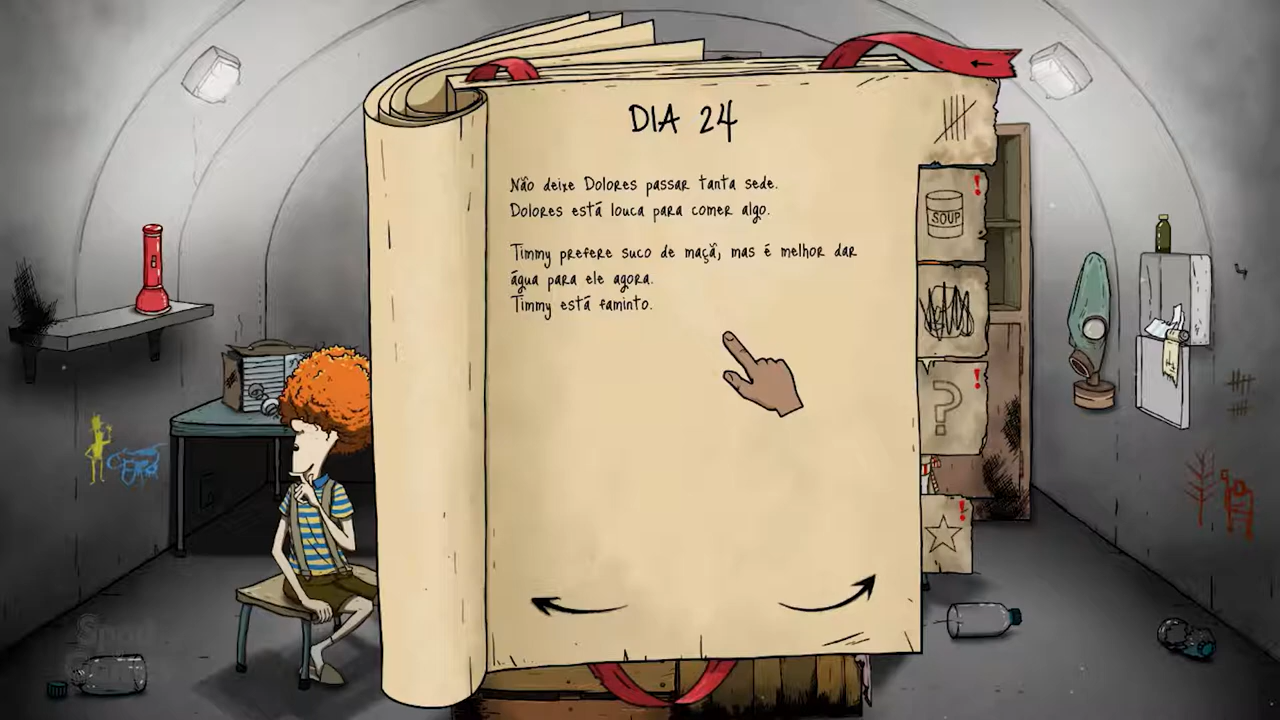 DIA 24
Não deixe Dolores passar tanta sede.
Dolores está louca para comer algo.
Timmy prefere suco de maçã, mas é melhor dar
água para ele agora.
Timmy está faminto.
SOUP
!
?
!
!